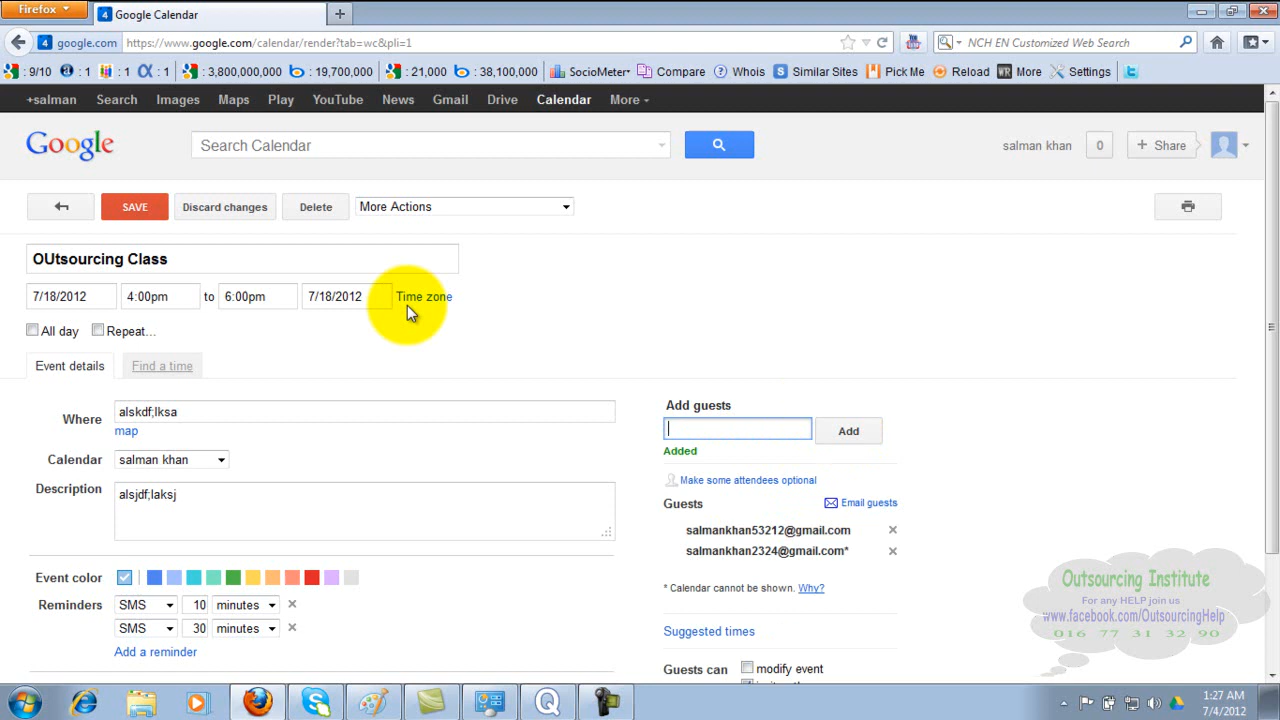 Firefox
4 Google Calendar +
4 google.com https://www.google.com/calendar/render?tab=wc&pli=1 NCH EN Customized Web Search
: 9/10 : 1 : 1 α : 1 : 3,800,000,000 : 19,700,000 : 21,000 : 38,100,000 SocioMeter Compare Whois Similar Sites Pick Me Reload More Settings
+salman Search Images Maps Play YouTube News Gmail Drive Calendar More
Google Search Calendar salman khan 0 + Share
SAVE Discard changes Delete More Actions
OUtsourcing Class
7/18/2012 4:00pm to 6:00pm 7/18/2012 Time zone
All day Repeat...
Event details Find a time
Where alskdf;lksa
map
Calendar salman khan
Description alsjdf;laksj
Event color
Reminders SMS 10 minutes ×
SMS 30 minutes ×
Add a reminder
Add guests
Add
Added
Make some attendees optional
Guests Email guests
salmankhan53212@gmail.com ×
salmankhan2324@gmail.com* ×
* Calendar cannot be shown. Why?
Suggested times
Guests can modify event
Outsourcing Institute
For any HELP join us
www.facebook.com/OutsourcingHelp
016 77 31 32 90
1:27 AM
7/4/2012